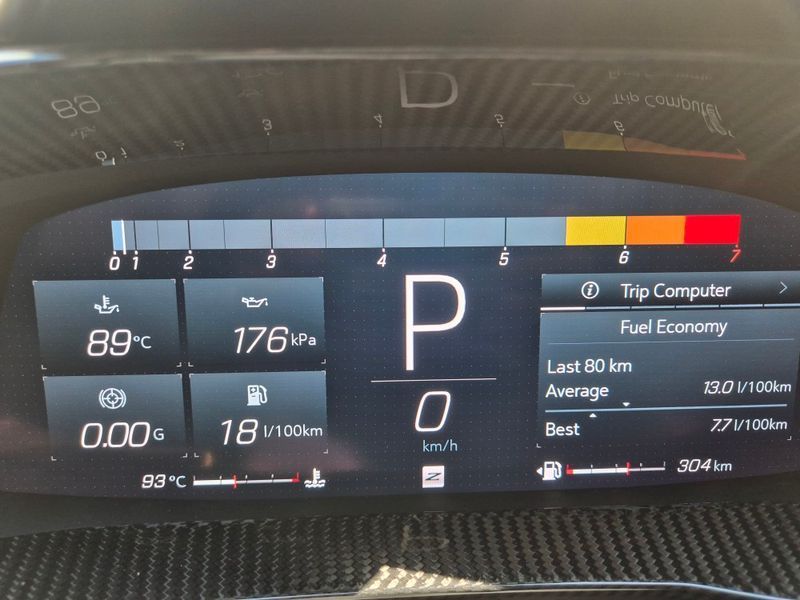 0 1 2 3 4 5 6 7
89°C
176 kPa
0.00 G
18 l/100km
93°C
P
0
km/h
Z
Trip Computer
Fuel Economy
Last 80 km
Average 13.0 l/100km
Best 7.7 l/100km
304 km